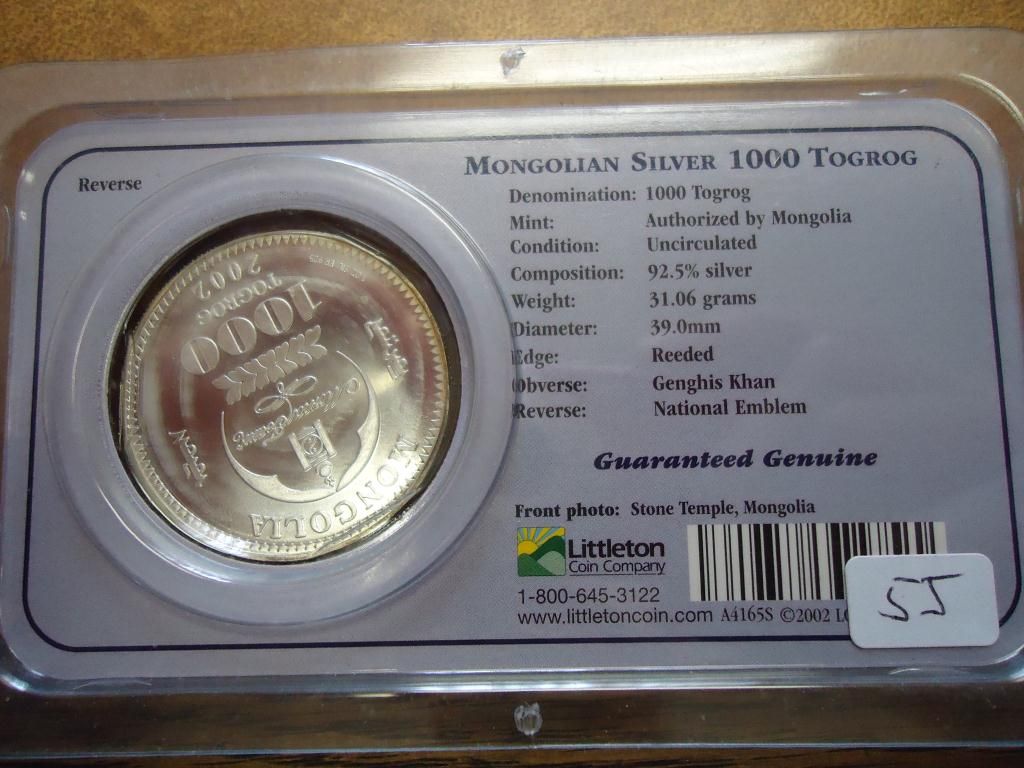 Reverse
MONGOLIAN SILVER 1000 TOGROG
Denomination: 1000 Togrog
Mint: Authorized by Mongolia
Condition: Uncirculated
Composition: 92.5% silver
Weight: 31.06 grams
Diameter: 39.0mm
Edge: Reeded
Obverse: Genghis Khan
Reverse: National Emblem
Guaranteed Genuine
Front photo: Stone Temple, Mongolia
Littleton
Coin Company
1-800-645-3122
www.littletoncoin.com A4165S ©2002 L
5J
MONGOLIA
1000
TOGROG
2002